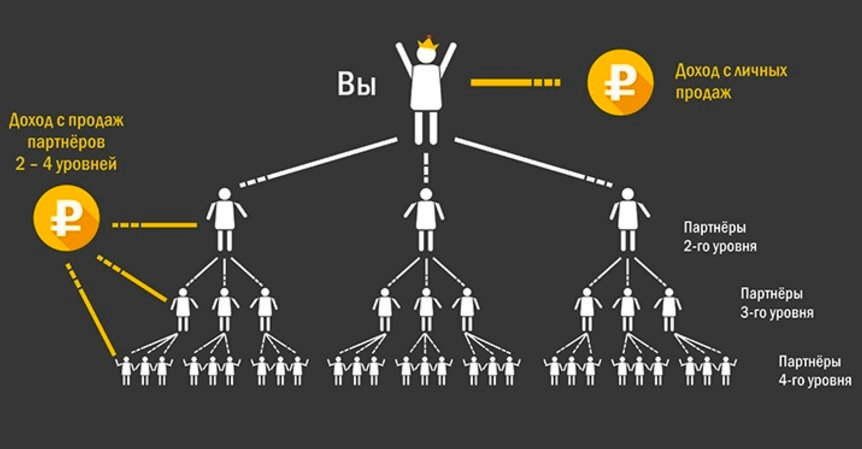 Вы
Доход с личных
продаж
Доход с продаж
партнёров
2 – 4 уровней
Партнёры
2-го уровня
Партнёры
3-го уровня
Партнёры
4-го уровня